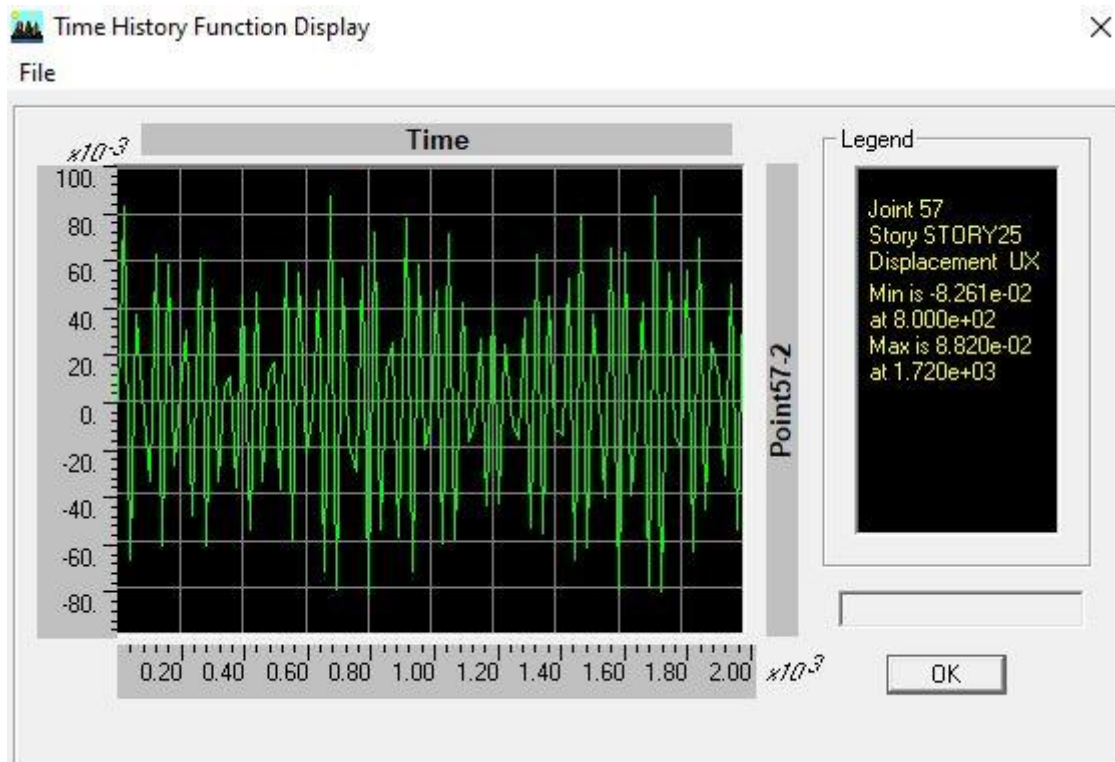 Time History Function Display
File
Time
x10-3
100.
80.
60.
40.
20.
0.
-20.
-40.
-60.
-80.
0.20 0.40 0.60 0.80 1.00 1.20 1.40 1.60 1.80 2.00 x10 3
Point57-2
Legend
Joint 57
Story STORY25
Displacement UX
Min is -8.261e-02
at 8.000e+02
Max is 8.820e-02
at 1.720e+03
OK